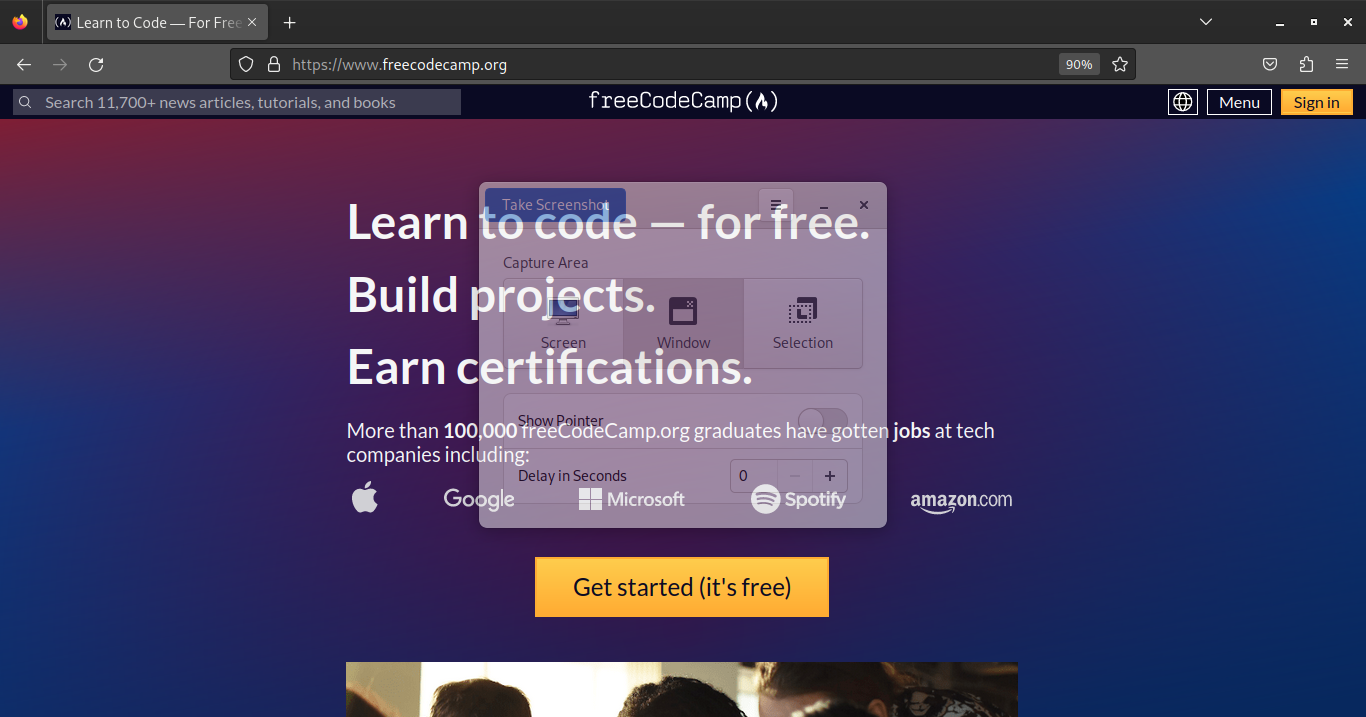 Learn to Code — For Free
https://www.freecodecamp.org
90%
Search 11,700+ news articles, tutorials, and books
freeCodeCamp(
)
Menu
Sign in
Take Screenshot
Learn to code — for free.
Capture Area
Build projects.
Screen
Window
Selection
Earn certifications.
Show Pointer
More than 100,000 freeCodeCamp.org graduates have gotten jobs at tech
companies including:
Delay in Seconds
0
Google
Microsoft
Spotify
amazon.com
Get started (it's free)